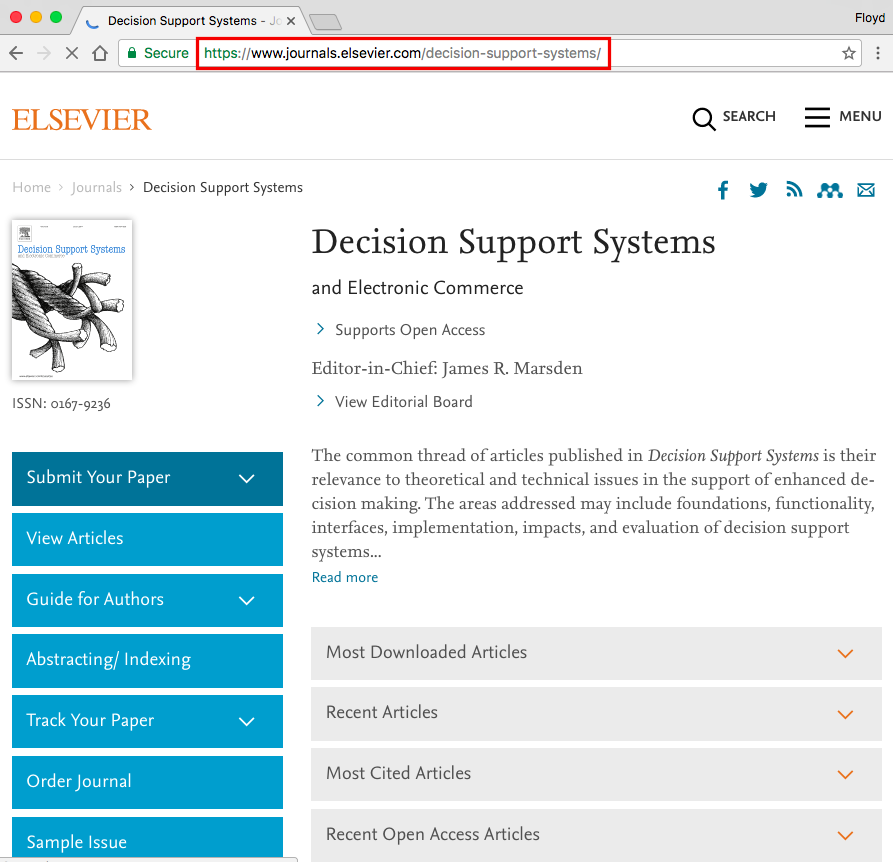 Decision Support Systems - Jo
Floyd
Secure
https://www.journals.elsevier.com/decision-support-systems/
ELSEVIER
SEARCH
MENU
Home > Journals > Decision Support Systems
Decision Support Systems
Decision Support Systems
and Electronic Commerce
Supports Open Access
Editor-in-Chief: James R. Marsden
View Editorial Board
ISSN: 0167-9236
The common thread of articles published in Decision Support Systems is their
relevance to theoretical and technical issues in the support of enhanced de-
cision making. The areas addressed may include foundations, functionality,
interfaces, implementation, impacts, and evaluation of decision support
systems...
Read more
Submit Your Paper
View Articles
Guide for Authors
Abstracting/ Indexing
Track Your Paper
Order Journal
Sample Issue
Most Downloaded Articles
Recent Articles
Most Cited Articles
Recent Open Access Articles